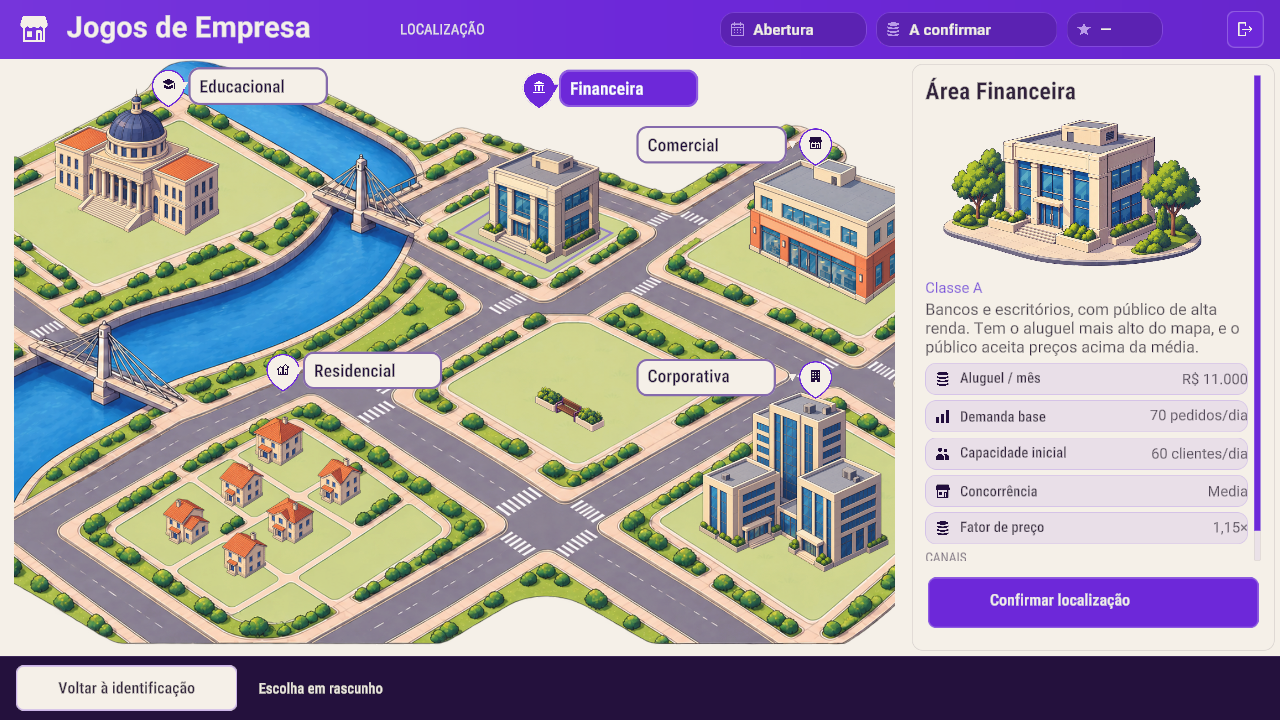 Jogos de Empresa
LOCALIZAÇÃO
Abertura
A confirmar
–
Educacional
Financeira
Comercial
Residencial
Corporativa
Área Financeira
Classe A
Bancos e escritórios, com público de alta
renda. Tem o aluguel mais alto do mapa, e o
público aceita preços acima da média.
Aluguel / mês R$ 11.000
Demanda base 70 pedidos/dia
Capacidade inicial 60 clientes/dia
Concorrência Media
Fator de preço 1,15×
CANAIS
Confirmar localização
Voltar à identificação
Escolha em rascunho